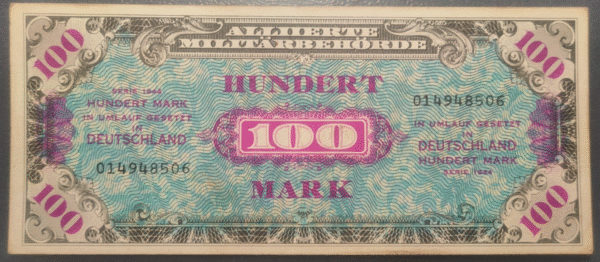 100
ALLIIERTE
MILITÄRBEHÖRDE
100
HUNDERT
SERIE 1944
HUNDERT MARK
IN UMLAUF GESETZT
IN
DEUTSCHLAND
014948506
100
MARK
014948506
IN UMLAUF GESETZT
IN
DEUTSCHLAND
HUNDERT MARK
SERIE 1944
100
100